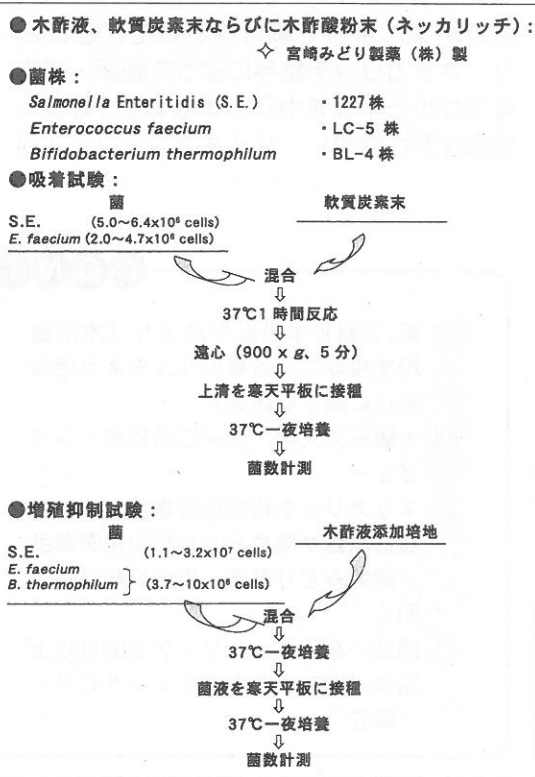 ●木酢液、軟質炭素末ならびに木酢酸粉末（ネッカリッチ）：
✧ 宮崎みどり製薬（株）製
●菌株：
Salmonella Enteritidis (S.E.) ・1227株
Enterococcus faecium ・LC-5 株
Bifidobacterium thermophilum ・BL-4 株
●吸着試験：
菌 軟質炭素末
S.E. (5.0～6.4x10⁶ cells)
E. faecium (2.0～4.7x10⁶ cells)
混合
⇩
37℃1 時間反応
⇩
遠心（900 x g、5 分）
⇩
上清を寒天平板に接種
⇩
37℃一夜培養
⇩
菌数計測
●増殖抑制試験：
菌 木酢液添加培地
S.E. (1.1～3.2x10⁷ cells)
E. faecium
B. thermophilum } (3.7～10x10⁶ cells)
混合
⇩
37℃一夜培養
⇩
菌液を寒天平板に接種
⇩
37℃一夜培養
⇩
菌数計測